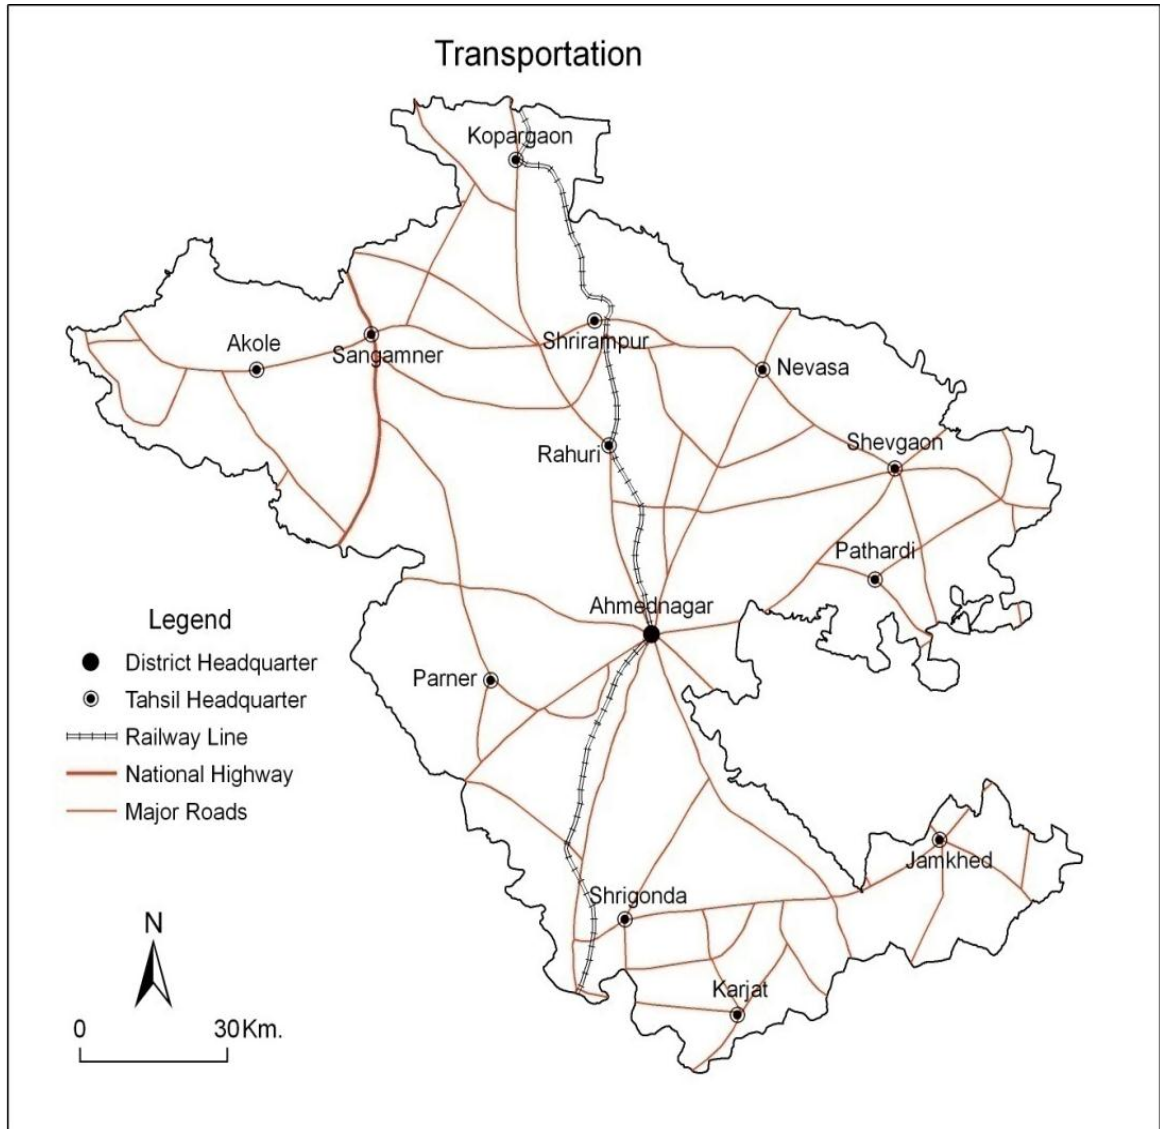 Transportation
Kopargaon
Akole
Sangamner
Shrirampur
Nevasa
Rahuri
Shevgaon
Pathardi
Ahmednagar
Parner
Legend
District Headquarter
Tahsil Headquarter
Railway Line
National Highway
Major Roads
Jamkhed
Shrigonda
Karjat
N
0 30Km.